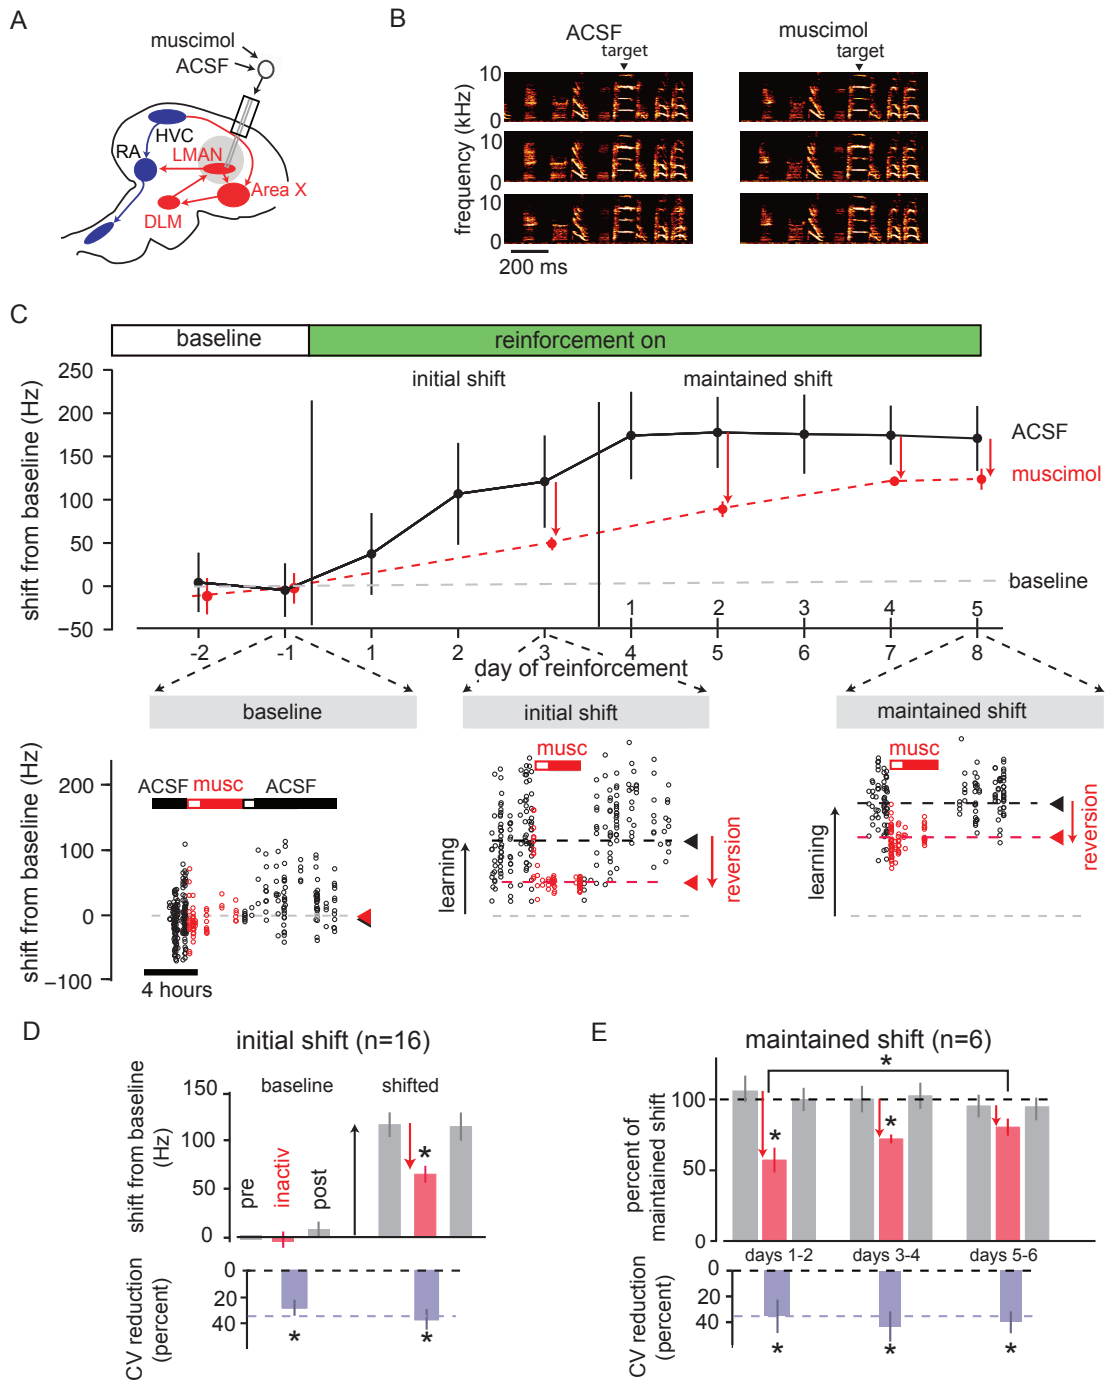 A
muscimol
ACSF
HVC
RA
LMAN
Area X
DLM
B
ACSF
target
muscimol
target
frequency (kHz)
10
0
10
0
10
0
10
0
10
0
10
0
200 ms
C
baseline
reinforcement on
initial shift
maintained shift
shift from baseline (Hz)
250
200
150
100
50
0
−50
ACSF
muscimol
baseline
1 2 3 4 5
-2 -1 1 2 3 4 5 6 7 8
day of reinforcement
baseline
initial shift
maintained shift
shift from baseline (Hz)
200
100
0
−100
ACSF musc ACSF
4 hours
musc
learning
reversion
musc
learning
reversion
D
initial shift (n=16)
shift from baseline
(Hz)
150
100
50
0
baseline
shifted
pre
inactiv
post
*
CV reduction
(percent)
0
20
40
* *
E
maintained shift (n=6)
percent of
maintained shift
100
50
0
*
* *
days 1-2 days 3-4 days 5-6
CV reduction
(percent)
0
20
40
* * *